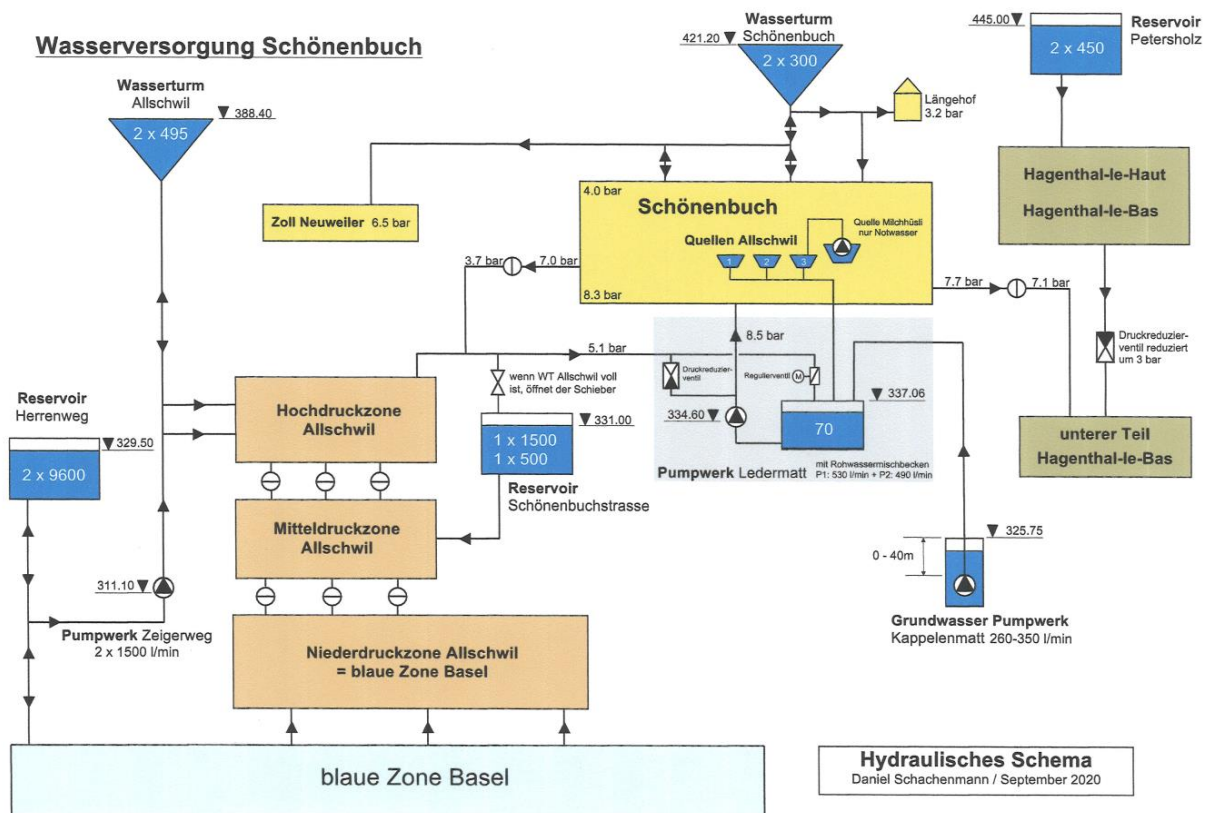 Wasserversorgung Schönenbuch
Wasserturm
Allschwil
388.40
2 x 495
Wasserturm
Schönenbuch
421.20
2 x 300
445.00
Reservoir
Petersholz
2 x 450
Längehof
3.2 bar
Zoll Neuweiler 6.5 bar
4.0 bar
Schönenbuch
Quellen Allschwil
Quelle Milchhüsli
nur Notwasser
1
2
3
8.3 bar
Hagenthal-le-Haut
Hagenthal-le-Bas
3.7 bar
7.0 bar
7.7 bar
7.1 bar
Druckreduzier-
ventil reduziert
um 3 bar
8.5 bar
5.1 bar
Druckreduzier-
ventil
Regulierventil
M
wenn WT Allschwil voll
ist, öffnet der Schieber
337.06
334.60
70
mit Rohwassermischbecken
P1: 530 l/min + P2: 490 l/min
Pumpwerk Ledermatt
unterer Teil
Hagenthal-le-Bas
Reservoir
Herrenweg
329.50
2 x 9600
Hochdruckzone
Allschwil
331.00
1 x 1500
1 x 500
Reservoir
Schönenbuchstrasse
Mitteldruckzone
Allschwil
325.75
0 - 40m
Grundwasser Pumpwerk
Kappelenmatt 260-350 l/min
311.10
Pumpwerk Zeigerweg
2 x 1500 l/min
Niederdruckzone Allschwil
= blaue Zone Basel
blaue Zone Basel
Hydraulisches Schema
Daniel Schachenmann / September 2020